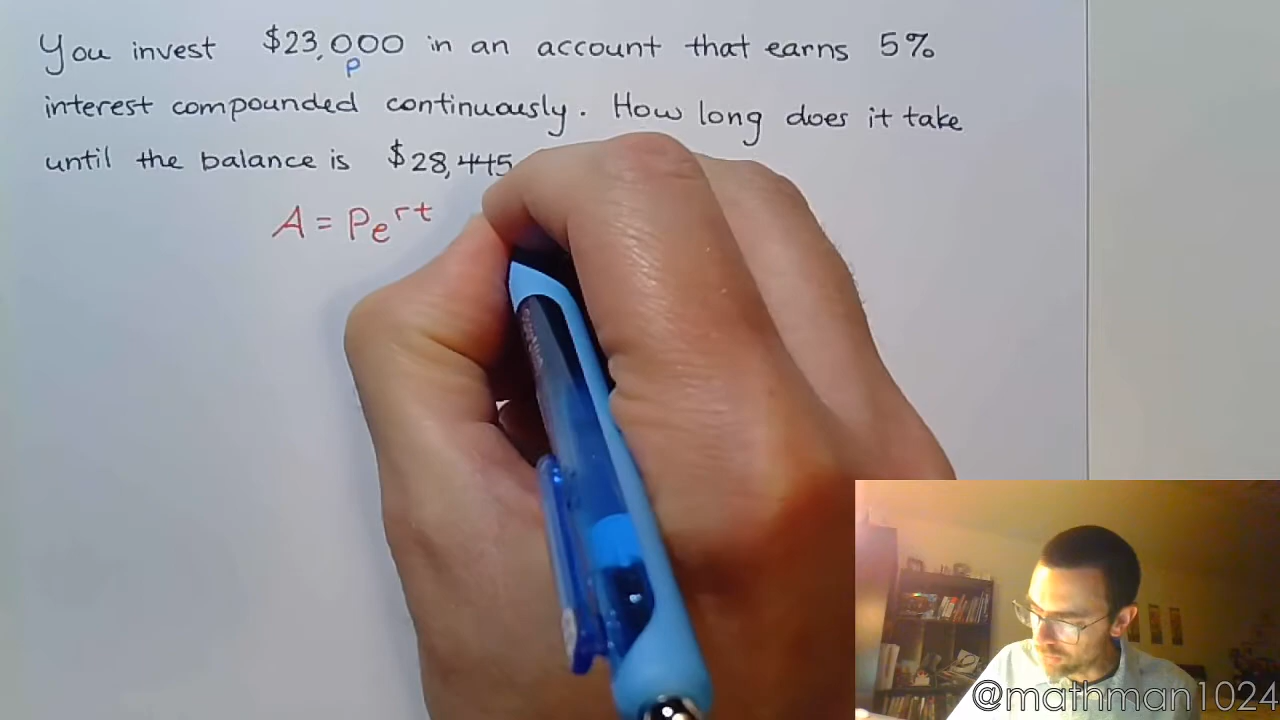 You invest $23,000 in an account that earns 5%
P
interest compounded continuously. How long does it take
until the balance is $28,445
A = Pe^rt
@mathman1024